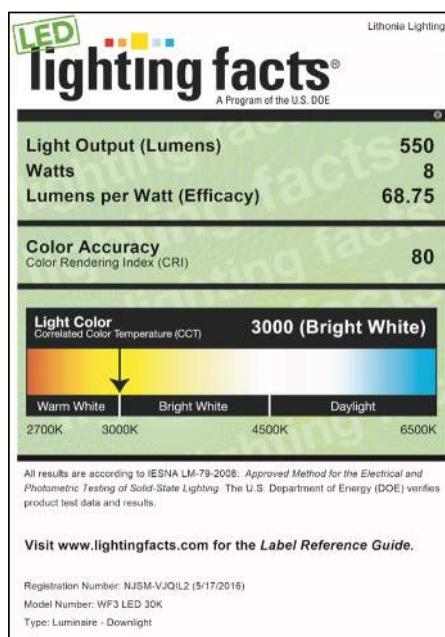 Lithonia Lighting
LED
lighting facts®
A Program of the U.S. DOE
Light Output (Lumens) 550
Watts 8
Lumens per Watt (Efficacy) 68.75
Color Accuracy 80
Color Rendering Index (CRI)
Light Color 3000 (Bright White)
Correlated Color Temperature (CCT)
Warm White Bright White Daylight
2700K 3000K 4500K 6500K
All results are according to IESNA LM-79-2008: Approved Method for the Electrical and
Photometric Testing of Solid-State Lighting. The U.S. Department of Energy (DOE) verifies
product test data and results.
Visit www.lightingfacts.com for the Label Reference Guide.
Registration Number: NJSM-VJQIL2 (5/17/2016)
Model Number: WF3 LED 30K
Type: Luminaire - Downlight